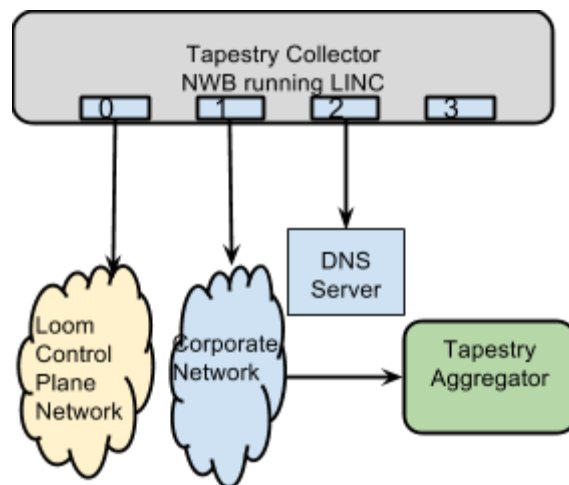 Tapestry Collector
NWB running LINC
0
1
2
3
DNS
Server
Loom
Control
Plane
Network
Corporate
Network
Tapestry
Aggregator